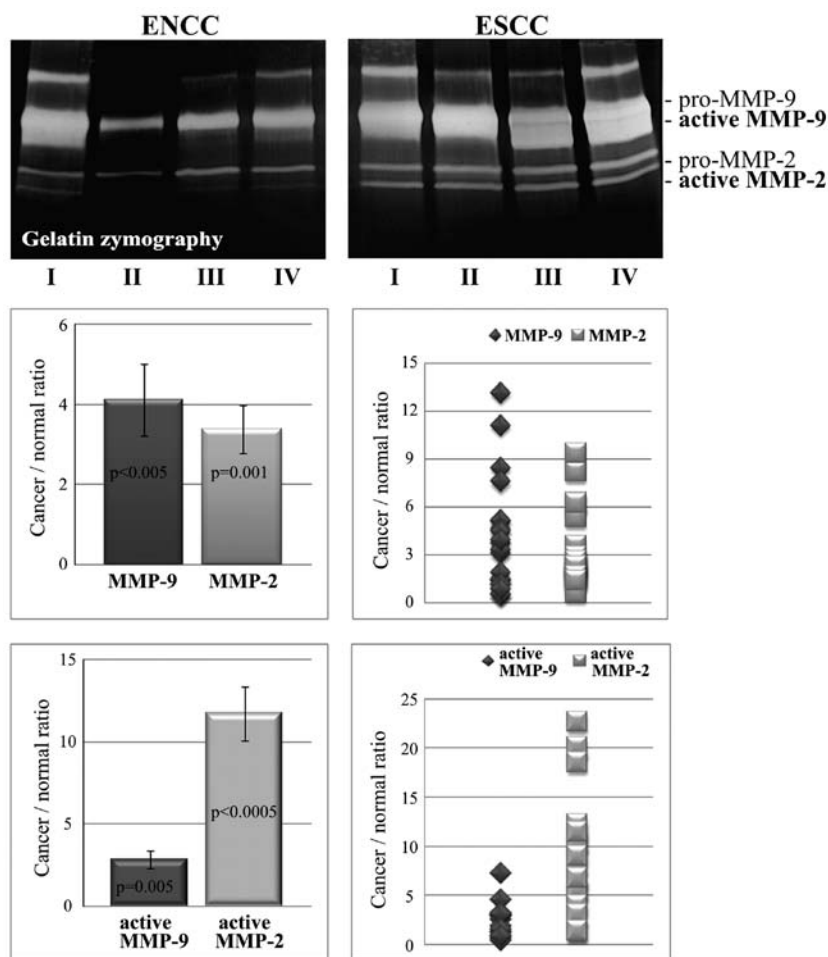 ENCC
ESCC
- pro-MMP-9
- active MMP-9
- pro-MMP-2
- active MMP-2
Gelatin zymography
I II III IV
I II III IV
Cancer / normal ratio
6
4
2
0
p<0.005
p=0.001
MMP-9 MMP-2
MMP-9 MMP-2
Cancer / normal ratio
15
12
9
6
3
0
Cancer / normal ratio
15
10
5
0
p=0.005
p<0.0005
active MMP-9
active MMP-2
active MMP-9
active MMP-2
Cancer / normal ratio
25
20
15
10
5
0